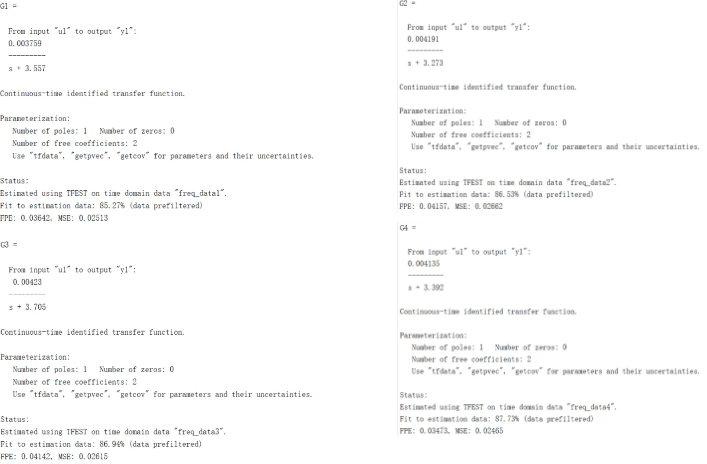 G1 =
From input "u1" to output "y1":
0.003759
---------
s + 3.557
Continuous-time identified transfer function.
Parameterization:
Number of poles: 1   Number of zeros: 0
Number of free coefficients: 2
Use "tfdata", "getpvec", "getcov" for parameters and their uncertainties.
Status:
Estimated using TFEST on time domain data "freq_data1".
Fit to estimation data: 85.27% (data prefiltered)
FPE: 0.03642, MSE: 0.02513
G2 =
From input "u1" to output "y1":
0.004191
---------
s + 3.273
Continuous-time identified transfer function.
Parameterization:
Number of poles: 1   Number of zeros: 0
Number of free coefficients: 2
Use "tfdata", "getpvec", "getcov" for parameters and their uncertainties.
Status:
Estimated using TFEST on time domain data "freq_data2".
Fit to estimation data: 86.53% (data prefiltered)
FPE: 0.04157, MSE: 0.02662
G3 =
From input "u1" to output "y1":
0.00423
---------
s + 3.705
Continuous-time identified transfer function.
Parameterization:
Number of poles: 1   Number of zeros: 0
Number of free coefficients: 2
Use "tfdata", "getpvec", "getcov" for parameters and their uncertainties.
Status:
Estimated using TFEST on time domain data "freq_data3".
Fit to estimation data: 86.94% (data prefiltered)
FPE: 0.04142, MSE: 0.02615
G4 =
From input "u1" to output "y1":
0.004135
---------
s + 3.392
Continuous-time identified transfer function.
Parameterization:
Number of poles: 1   Number of zeros: 0
Number of free coefficients: 2
Use "tfdata", "getpvec", "getcov" for parameters and their uncertainties.
Status:
Estimated using TFEST on time domain data "freq_data4".
Fit to estimation data: 87.73% (data prefiltered)
FPE: 0.03473, MSE: 0.02465